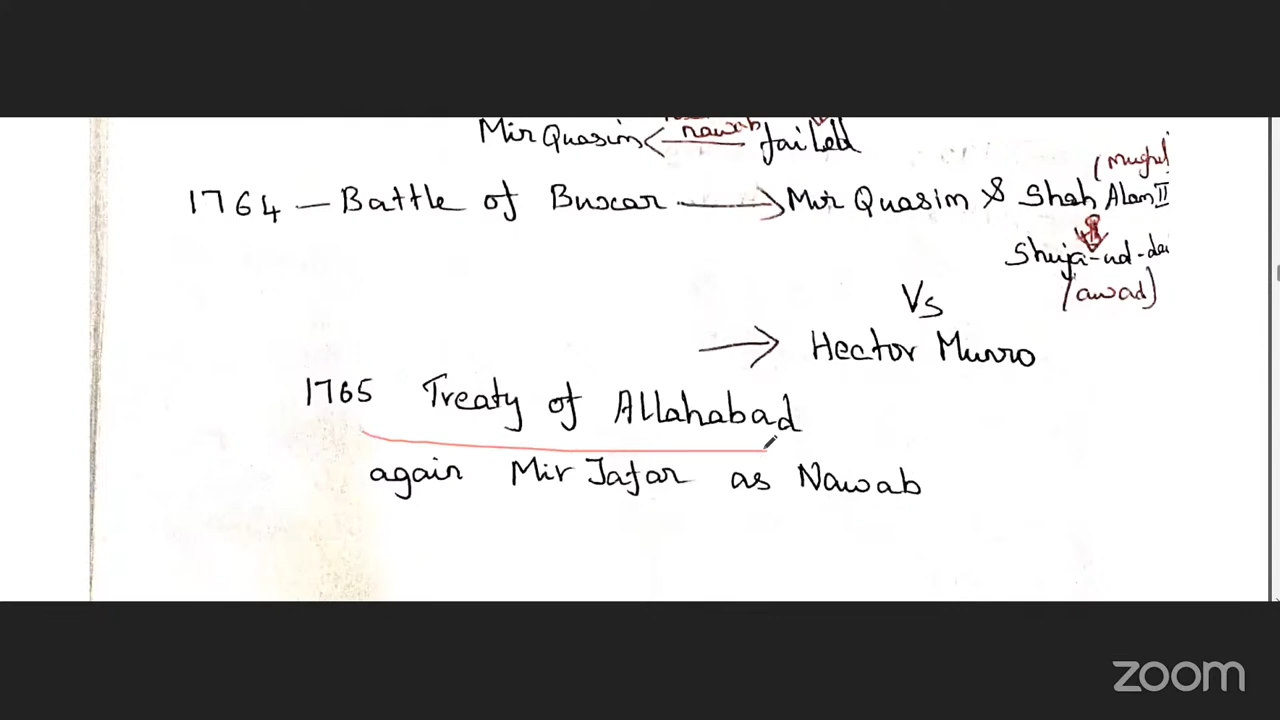 Mir Quasim nawab failed
(mughl
1764 — Battle of Buxar → Mir Quasim & Shah Alam II
Shuja-ud-dau
(awad)
Vs
→ Hector Munro
1765 Treaty of Allahabad
again Mir Jafar as Nawab
zoom